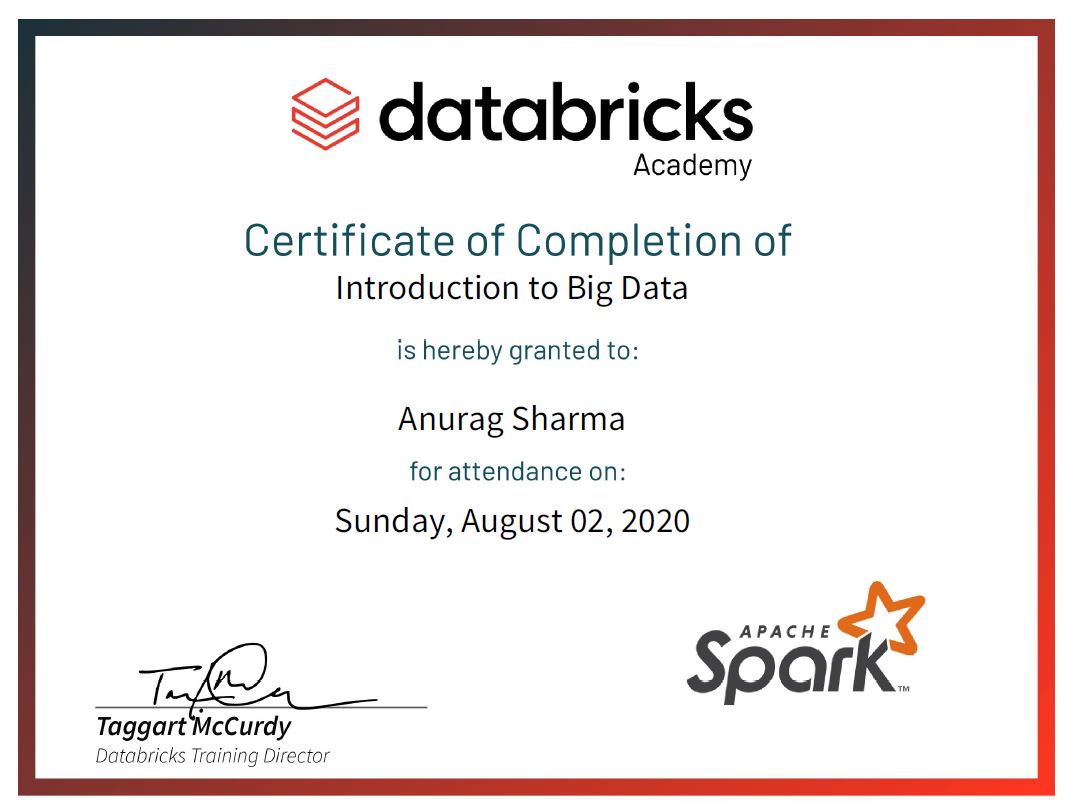 databricks
Academy
Certificate of Completion of
Introduction to Big Data
is hereby granted to:
Anurag Sharma
for attendance on:
Sunday, August 02, 2020
APACHE
Spark™
Taggart McCurdy
Databricks Training Director